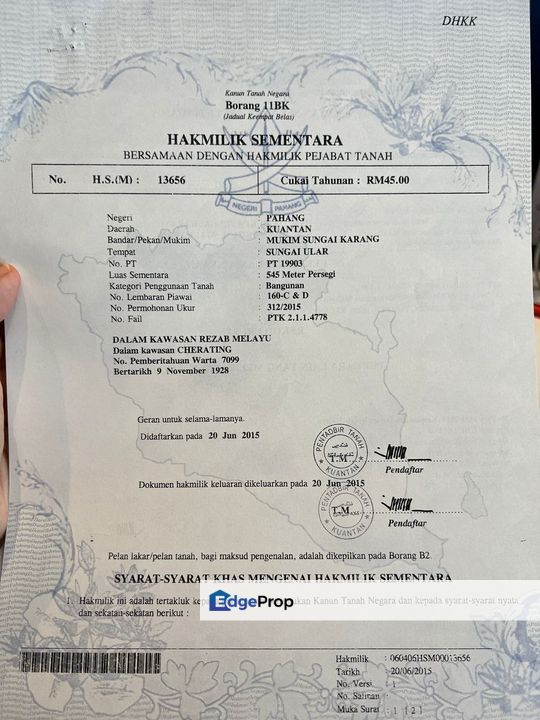 DHKK
Kanun Tanah Negara
Borang 11BK
(Jadual Keempat Belas)
HAKMILIK SEMENTARA
BERSAMAAN DENGAN HAKMILIK PEJABAT TANAH
No. H.S.(M) : 13656 Cukai Tahunan : RM45.00
NEGERI PAHANG
Negeri : PAHANG
Daerah : KUANTAN
Bandar/Pekan/Mukim : MUKIM SUNGAI KARANG
Tempat : SUNGAI ULAR
No. PT : PT 19903
Luas Sementara : 545 Meter Persegi
Kategori Penggunaan Tanah : Bangunan
No. Lembaran Piawai : 160-C & D
No. Permohonan Ukur : 312/2015
No. Fail : PTK 2.1.1.4778
DALAM KAWASAN REZAB MELAYU
Dalam kawasan CHERATING
No. Pemberitahuan Warta 7099
Bertarikh 9 November 1928
Geran untuk selama-lamanya.
Didaftarkan pada 20 Jun 2015
PENTADBIR TANAH
T.M
KUANTAN
Pendaftar
Dokumen hakmilik keluaran dikeluarkan pada 20 Jun 2015
PENTADBIR TANAH
T.M
KUANTAN
Pendaftar
Pelan lakar/pelan tanah, bagi maksud pengenalan, adalah dikepilkan pada Borang B2
SYARAT-SYARAT KHAS MENGENAI HAKMILIK SEMENTARA
1. Hakmilik ini adalah tertakluk Kanun Tanah Negara dan kepada syarat-syarat nyata
dan sekatan-sekatan berikut :
EdgeProp
Hakmilik : 060406HSM00013656
Tarikh : 20/06/2015
No. Versi : 1
No. Salinan :
Muka Surat : 1 [2]